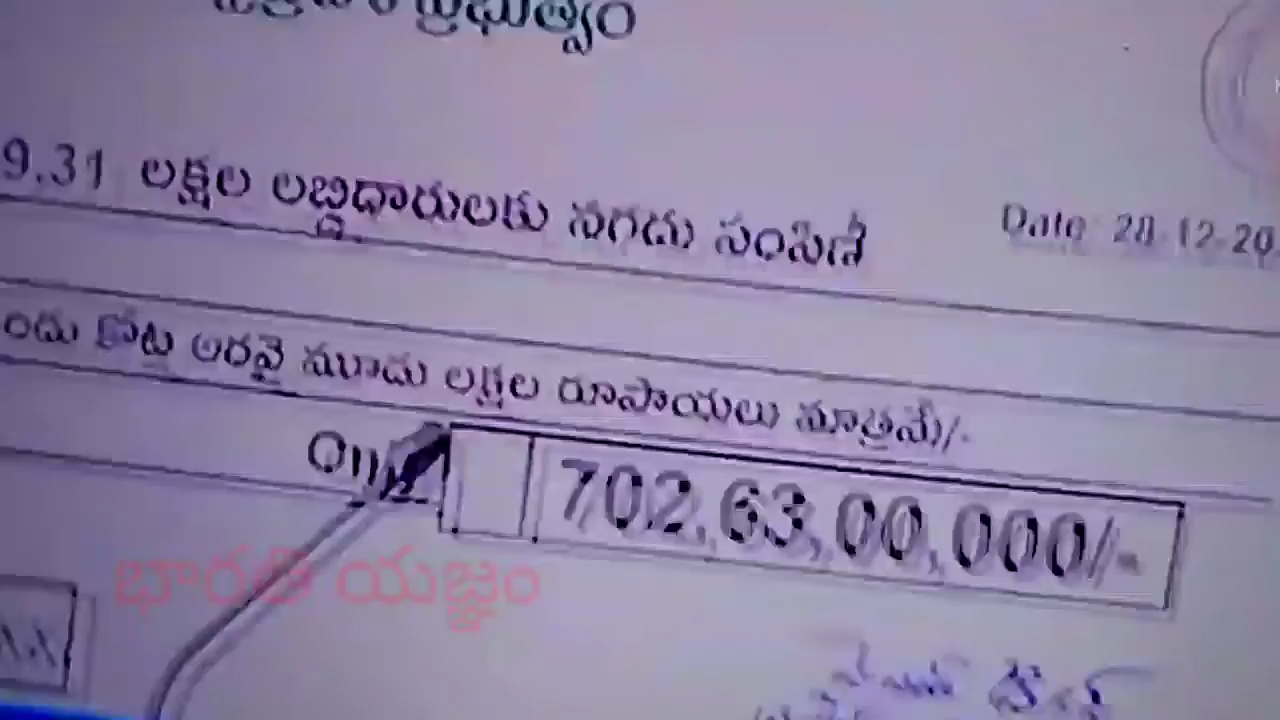 ప్రభుత్వం
9.31 లక్షల లబ్ధిదారులకు నగదు పంపిణీ
Date: 28-12-20
ండు కోట్ల అరవై మూడు లక్షల రూపాయలు మాత్రమే/-
702,63,00,000/-
భారత యజ్ఞం